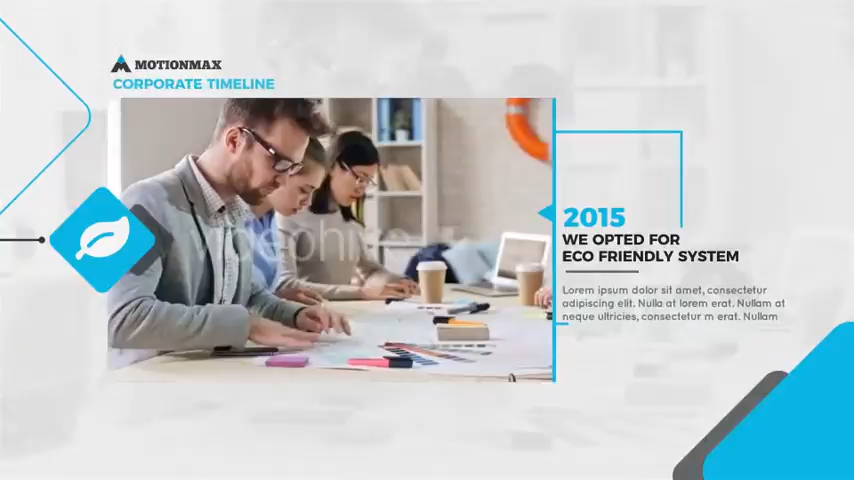 MOTIONMAX
CORPORATE TIMELINE
videohive
2015
WE OPTED FOR
ECO FRIENDLY SYSTEM
Lorem ipsum dolor sit amet, consectetur
adipiscing elit. Nulla at lorem erat. Nullam at
neque ultricies, consectetur m erat. Nullam